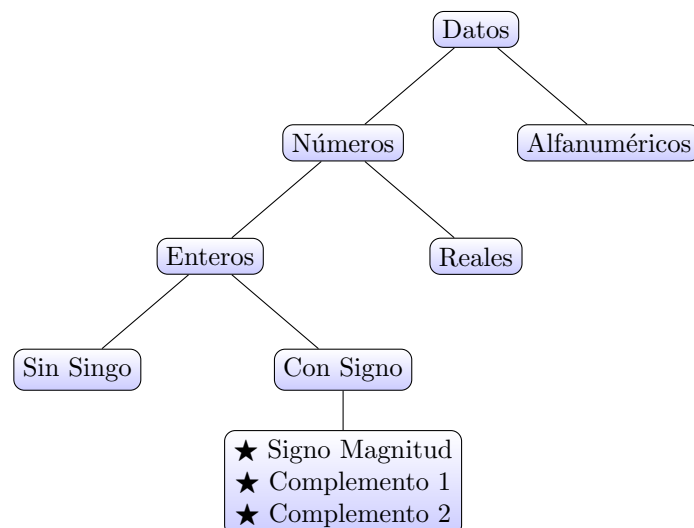 Datos
Números
Alfanuméricos
Enteros
Reales
Sin Singo
Con Signo
★ Signo Magnitud
★ Complemento 1
★ Complemento 2